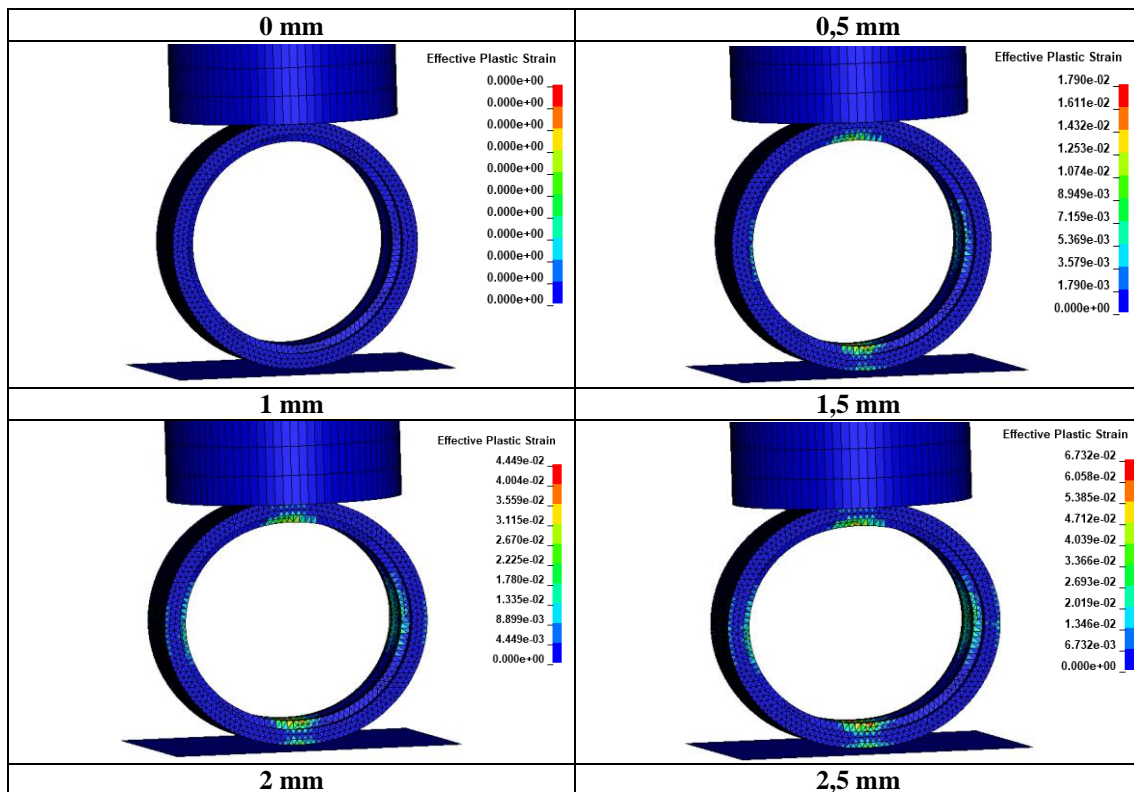 0 mm
0,5 mm
Effective Plastic Strain
0.000e+00
0.000e+00
0.000e+00
0.000e+00
0.000e+00
0.000e+00
0.000e+00
0.000e+00
0.000e+00
0.000e+00
0.000e+00
Effective Plastic Strain
1.790e-02
1.611e-02
1.432e-02
1.253e-02
1.074e-02
8.949e-03
7.159e-03
5.369e-03
3.579e-03
1.790e-03
0.000e+00
1 mm
1,5 mm
Effective Plastic Strain
4.449e-02
4.004e-02
3.559e-02
3.115e-02
2.670e-02
2.225e-02
1.780e-02
1.335e-02
8.899e-03
4.449e-03
0.000e+00
Effective Plastic Strain
6.732e-02
6.058e-02
5.385e-02
4.712e-02
4.039e-02
3.366e-02
2.693e-02
2.019e-02
1.346e-02
6.732e-03
0.000e+00
2 mm
2,5 mm